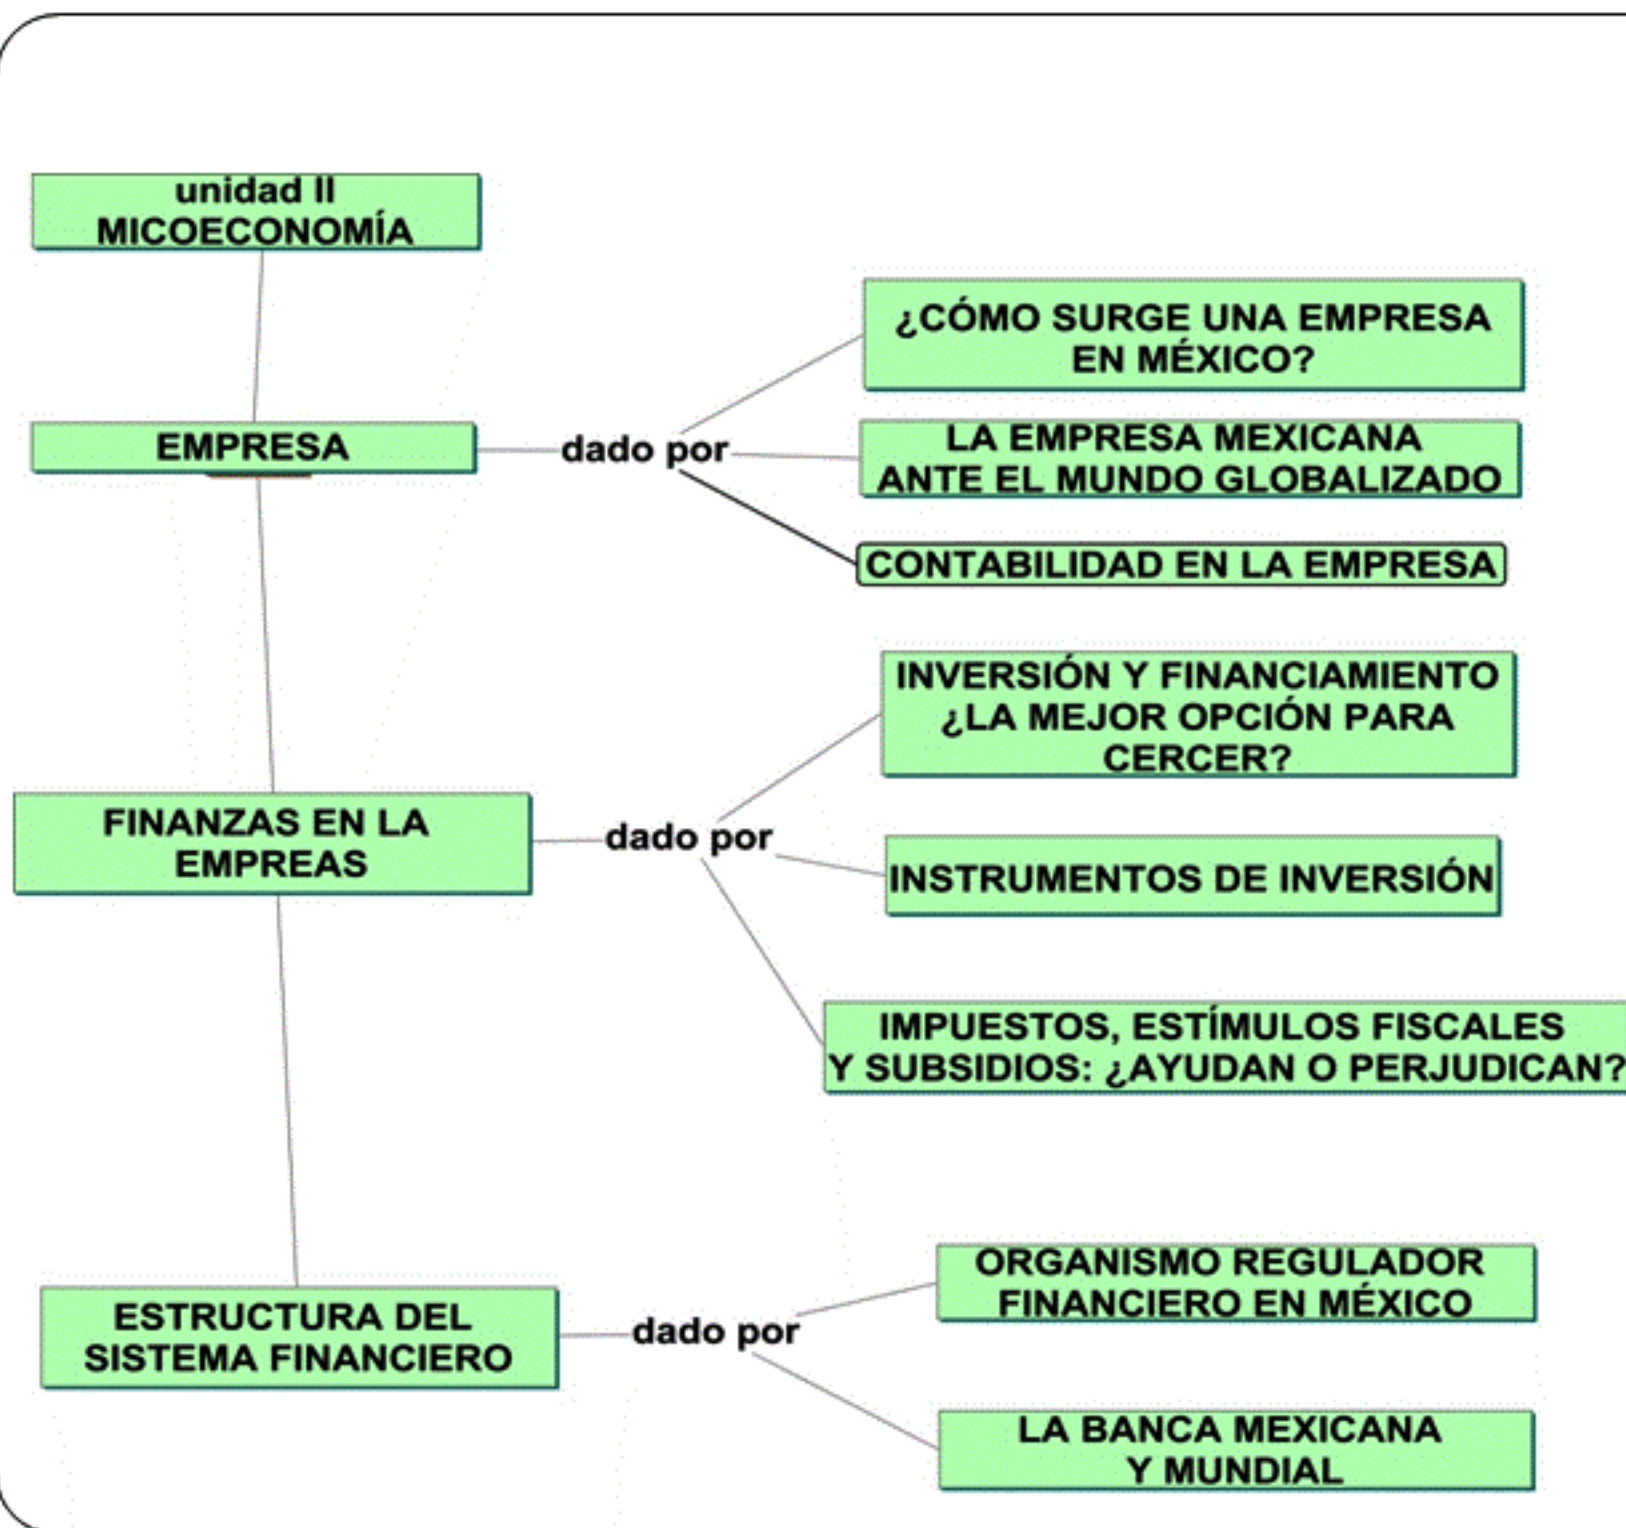 unidad II
MICOECONOMÍA
EMPRESA
dado por
¿CÓMO SURGE UNA EMPRESA
EN MÉXICO?
LA EMPRESA MEXICANA
ANTE EL MUNDO GLOBALIZADO
CONTABILIDAD EN LA EMPRESA
FINANZAS EN LA
EMPREAS
dado por
INVERSIÓN Y FINANCIAMIENTO
¿LA MEJOR OPCIÓN PARA
CERCER?
INSTRUMENTOS DE INVERSIÓN
IMPUESTOS, ESTÍMULOS FISCALES
Y SUBSIDIOS: ¿AYUDAN O PERJUDICAN?
ESTRUCTURA DEL
SISTEMA FINANCIERO
dado por
ORGANISMO REGULADOR
FINANCIERO EN MÉXICO
LA BANCA MEXICANA
Y MUNDIAL